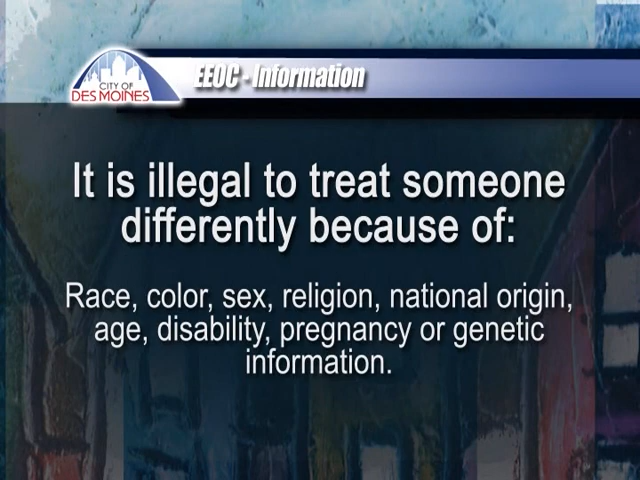 CITY OF
DES MOINES
EEOC - Information
It is illegal to treat someone
differently because of:
Race, color, sex, religion, national origin,
age, disability, pregnancy or genetic
information.